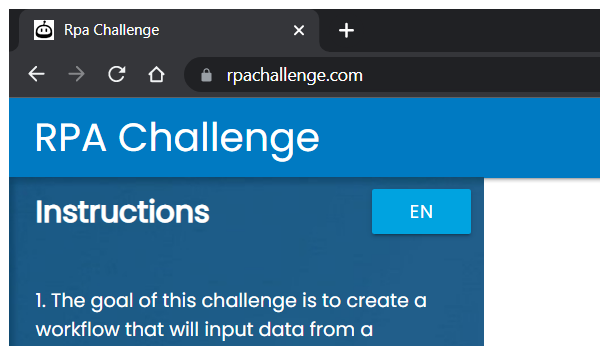 Rpa Challenge
rpachallenge.com
RPA Challenge
Instructions
EN
1. The goal of this challenge is to create a
workflow that will input data from a